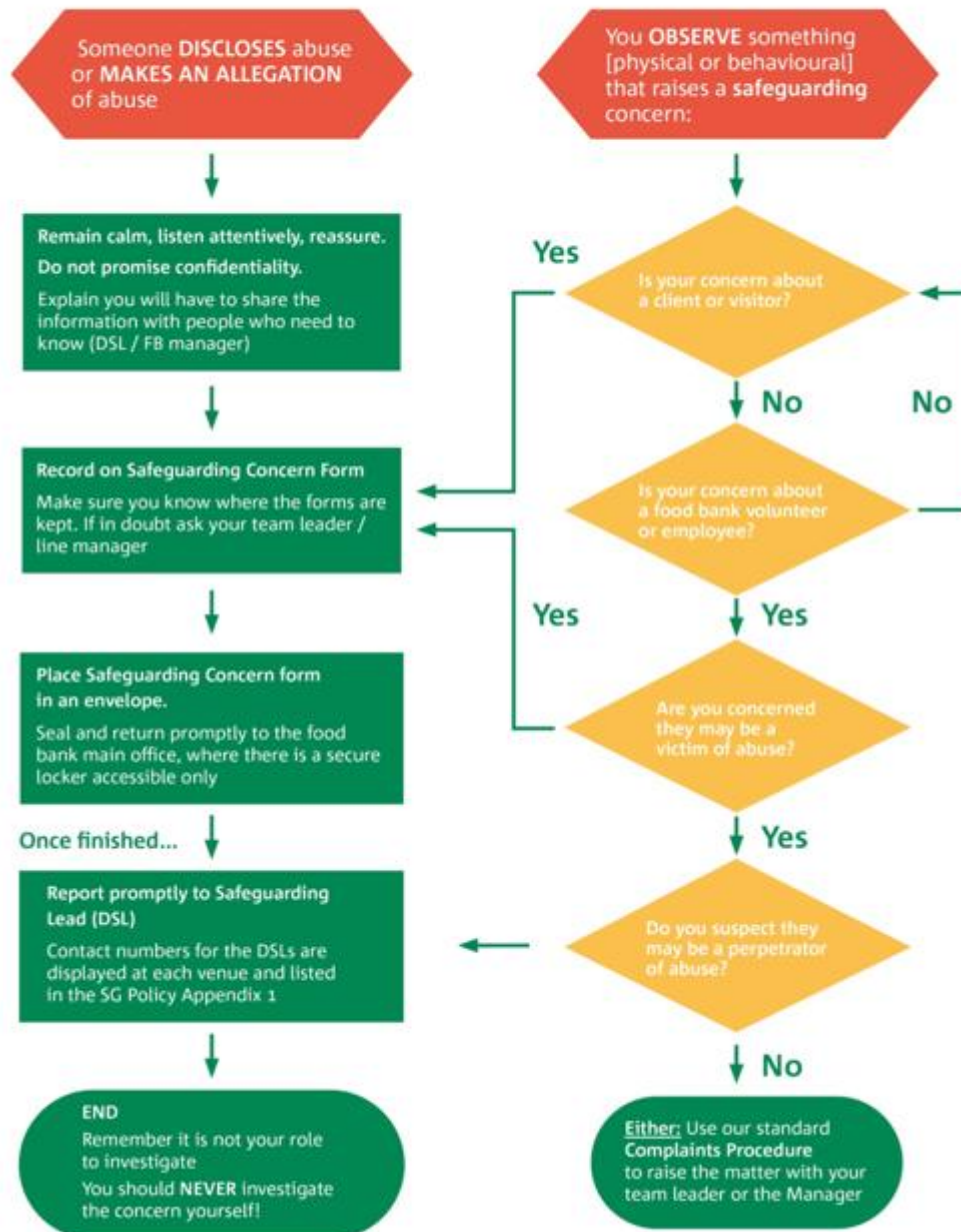 Someone DISCLOSES abuse
or MAKES AN ALLEGATION
of abuse
Remain calm, listen attentively, reassure.
Do not promise confidentiality.
Explain you will have to share the
information with people who need to
know (DSL / FB manager)
Record on Safeguarding Concern Form
Make sure you know where the forms are
kept. If in doubt ask your team leader /
line manager
Place Safeguarding Concern form
in an envelope.
Seal and return promptly to the food
bank main office, where there is a secure
locker accessible only
Once finished...
Report promptly to Safeguarding
Lead (DSL)
Contact numbers for the DSLs are
displayed at each venue and listed
in the SG Policy Appendix 1
END
Remember it is not your role
to investigate
You should NEVER investigate
the concern yourself!
You OBSERVE something
[physical or behavioural]
that raises a safeguarding
concern:
Yes
Is your concern about
a client or visitor?
No
No
Is your concern about
a food bank volunteer
or employee?
Yes
Yes
Are you concerned
they may be a
victim of abuse?
Yes
Do you suspect they
may be a perpetrator
of abuse?
No
Either: Use our standard
Complaints Procedure
to raise the matter with your
team leader or the Manager